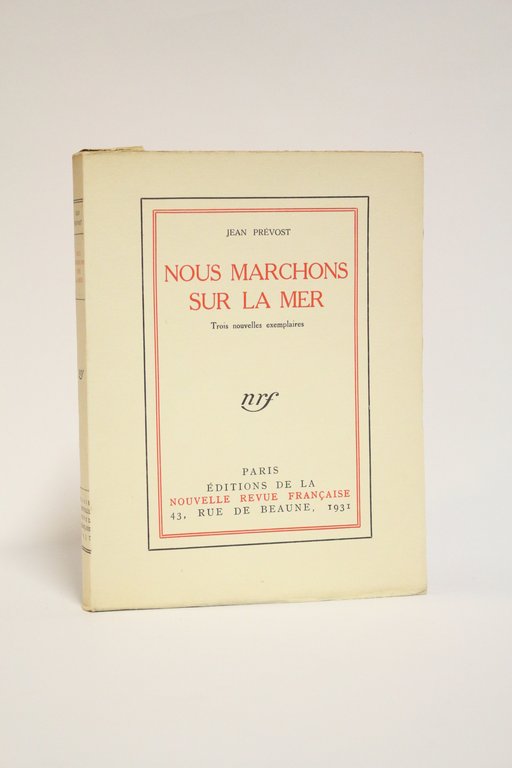 JEAN PRÉVOST
NOUS MARCHONS
SUR LA MER
Trois nouvelles exemplaires
nrf
PARIS
ÉDITIONS DE LA
NOUVELLE REVUE FRANÇAISE
43, RUE DE BEAUNE, 1931